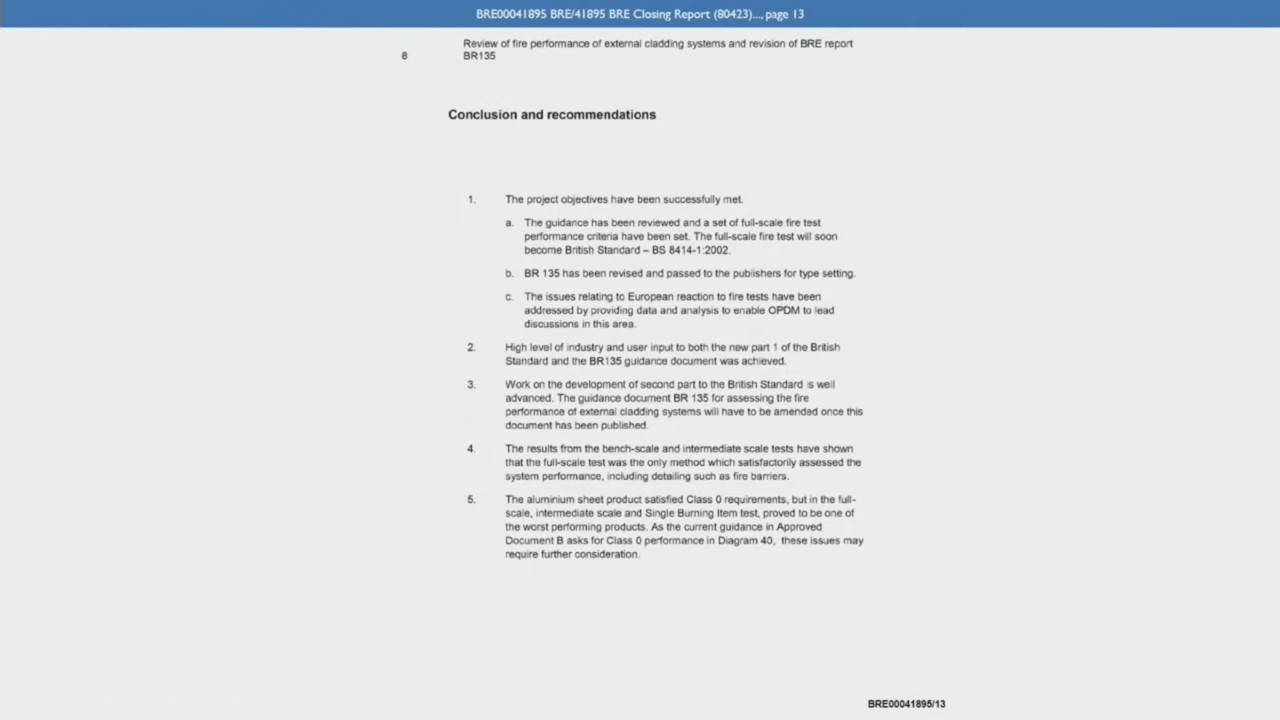 BRE00041895 BRE/41895 BRE Closing Report (80423)..., page 13
Review of fire performance of external cladding systems and revision of BRE report
8 BR135
Conclusion and recommendations
1. The project objectives have been successfully met.
a. The guidance has been reviewed and a set of full-scale fire test
performance criteria have been set. The full-scale fire test will soon
become British Standard – BS 8414-1:2002.
b. BR 135 has been revised and passed to the publishers for type setting.
c. The issues relating to European reaction to fire tests have been
addressed by providing data and analysis to enable OPDM to lead
discussions in this area.
2. High level of industry and user input to both the new part 1 of the British
Standard and the BR135 guidance document was achieved.
3. Work on the development of second part to the British Standard is well
advanced. The guidance document BR 135 for assessing the fire
performance of external cladding systems will have to be amended once this
document has been published.
4. The results from the bench-scale and intermediate scale tests have shown
that the full-scale test was the only method which satisfactorily assessed the
system performance, including detailing such as fire barriers.
5. The aluminium sheet product satisfied Class 0 requirements, but in the full-
scale, intermediate scale and Single Burning Item test, proved to be one of
the worst performing products. As the current guidance in Approved
Document B asks for Class 0 performance in Diagram 40, these issues may
require further consideration.
BRE00041895/13